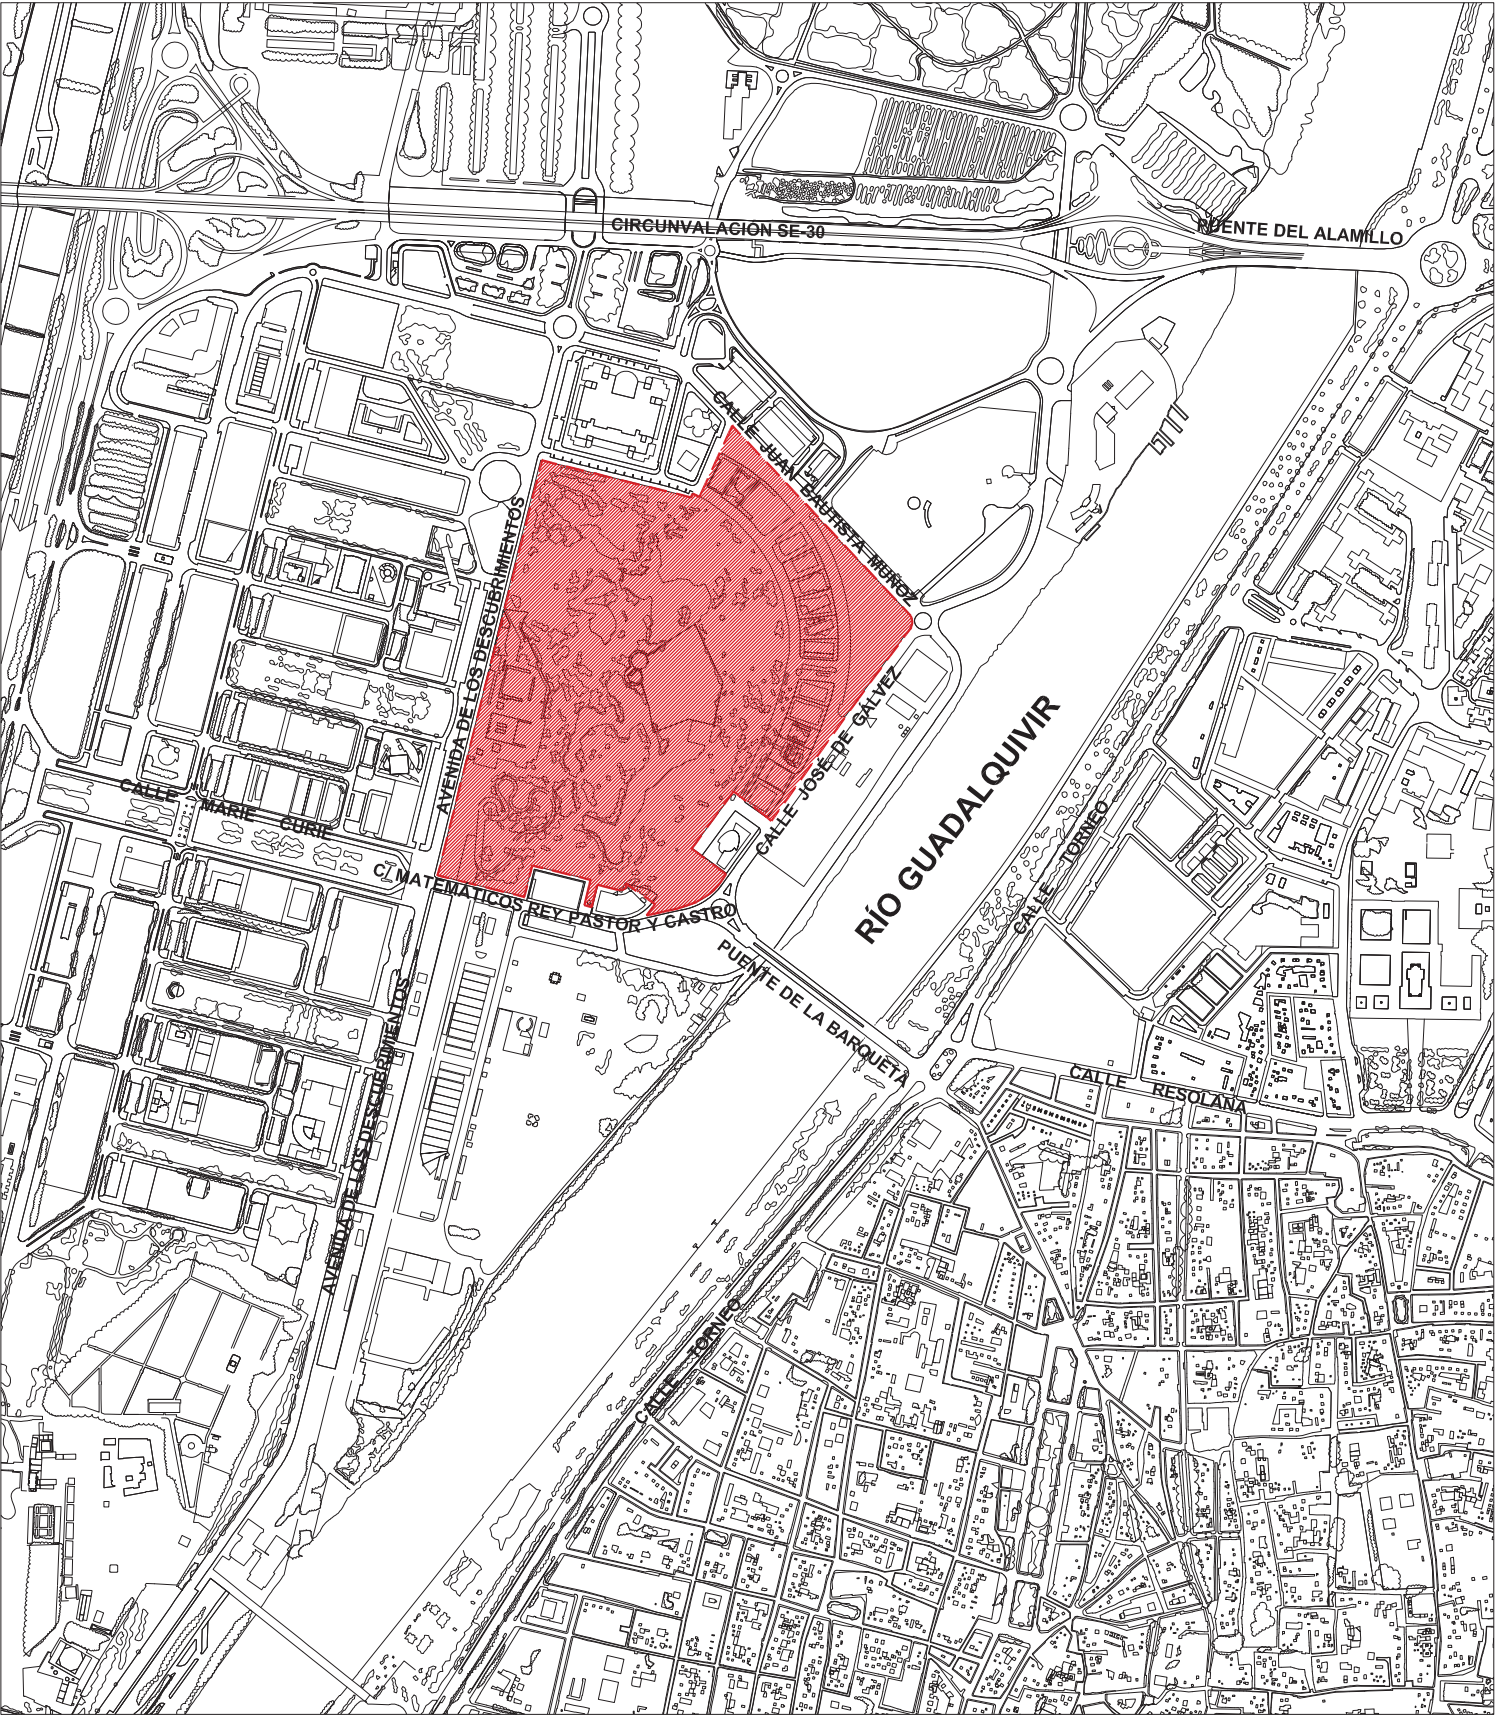 CIRCUNVALACION SE-30
PUENTE DEL ALAMILLO
CALLE JUAN BAUTISTA MUÑOZ
AVENIDA DE LOS DESCUBRIMIENTOS
CALLE JOSÉ DE GÁLVEZ
RÍO GUADALQUIVIR
CALLE MARIE CURIE
C/ MATEMÁTICOS REY PASTOR Y CASTRO
CALLE TORNEO
PUENTE DE LA BARQUETA
CALLE RESOLANA
AVENIDA DE LOS DESCUBRIMIENTOS
CALLE TORNEO